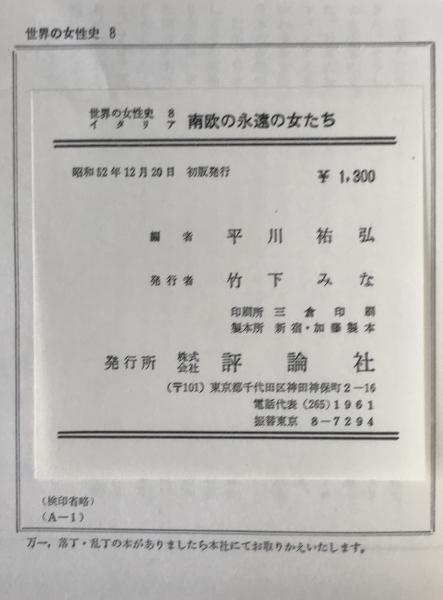 世界の女性史 8
世界の女性史 8
イタリア 南欧の永遠の女たち
昭和52年12月20日 初版発行 ¥1,300
編者 平川祐弘
発行者 竹下みな
印刷所 三倉印刷
製本所 新宿・加藤製本
発行所 株式会社 評論社
(〒101) 東京都千代田区神田神保町2-16
電話代表 (265) 1961
振替東京 8-7294
(検印省略)
(A-1)
万一、落丁・乱丁の本がありましたら本社にてお取りかえいたします。